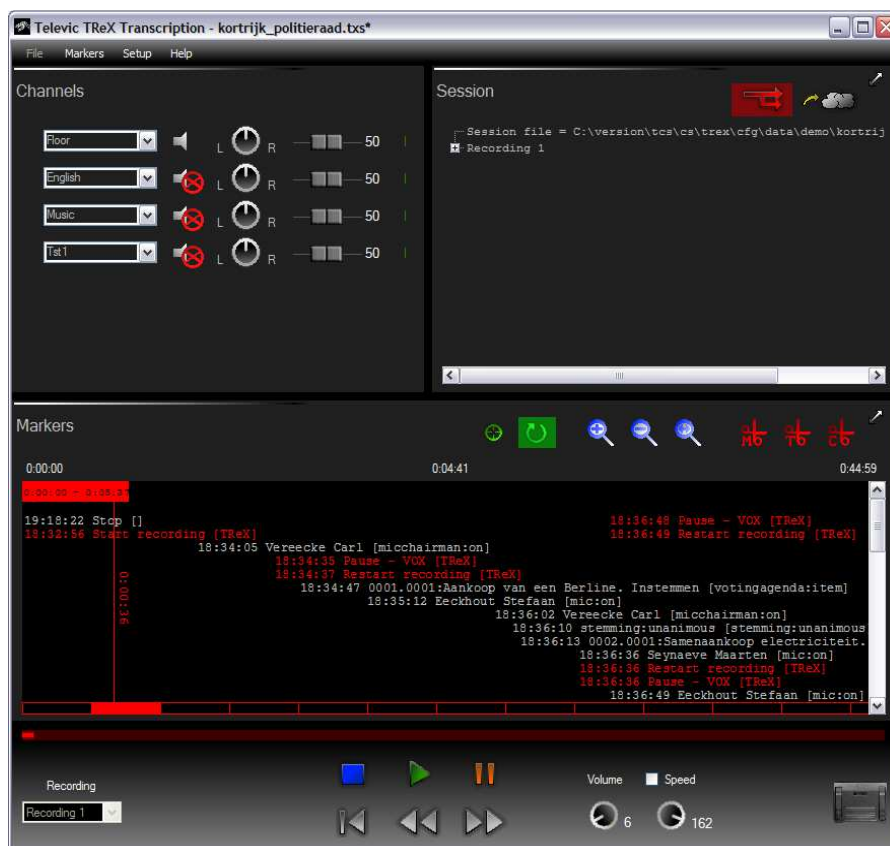 Televic TReX Transcription - kortrijk_politieraad.txs*
File Markers Setup Help
Channels
Floor L R 50
English L R 50
Music L R 50
Tst1 L R 50
Session
Session file = C:\version\tcs\cs\trex\cfg\data\demo\kortrij
Recording 1
Markers
0:00:00 0:04:41 0:44:59
19:18:22 Stop []
18:36:48 Pause - VOX [TReX]
18:32:56 Start recording [TReX]
18:36:49 Restart recording [TReX]
18:34:05 Vereecke Carl [micchairman:on]
18:34:35 Pause - VOX [TReX]
18:34:37 Restart recording [TReX]
18:34:47 0001.0001:Aankoop van een Berline. Instemmen [votingagenda:item]
18:35:12 Eeckhout Stefaan [mic:on]
18:36:02 Vereecke Carl [micchairman:on]
18:36:10 stemming:unanimous [stemming:unanimous
18:36:13 0002.0001:Samenaankoop electriciteit.
18:36:36 Seynaeve Maarten [mic:on]
18:36:36 Restart recording [TReX]
18:36:36 Pause - VOX [TReX]
18:36:49 Eeckhout Stefaan [mic:on]
0:00:36
Recording
Recording 1
Volume Speed
6 162